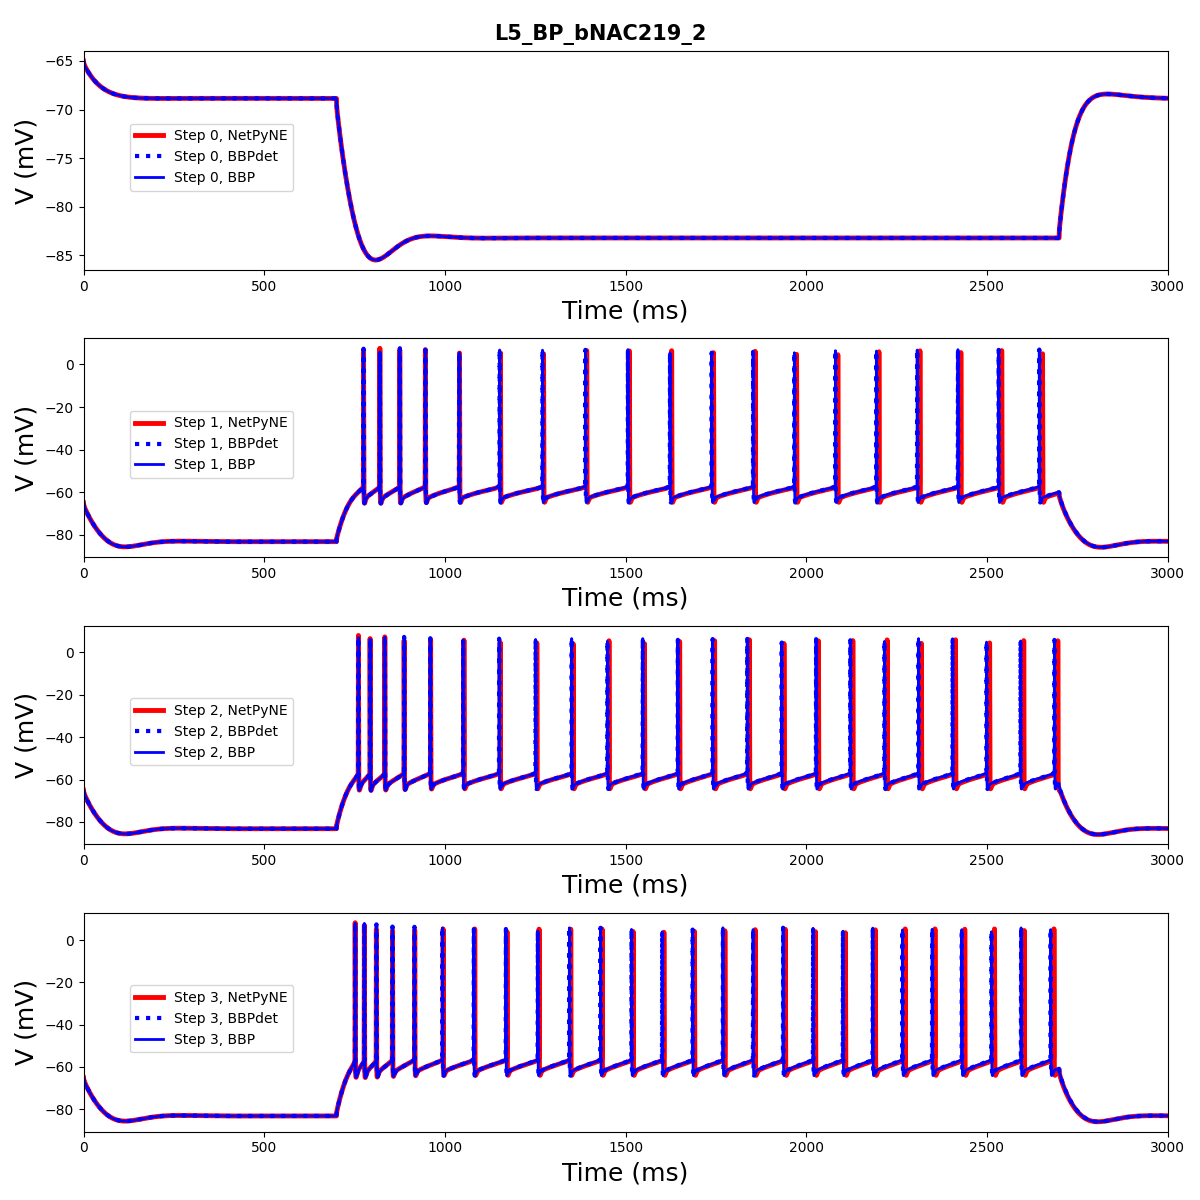 L5_BP_bNAC219_2
−65
−70
−75
−80
−85
V (mV)
Step 0, NetPyNE
Step 0, BBPdet
Step 0, BBP
0 500 1000 1500 2000 2500 3000
Time (ms)
0
−20
−40
−60
−80
V (mV)
Step 1, NetPyNE
Step 1, BBPdet
Step 1, BBP
0 500 1000 1500 2000 2500 3000
Time (ms)
0
−20
−40
−60
−80
V (mV)
Step 2, NetPyNE
Step 2, BBPdet
Step 2, BBP
0 500 1000 1500 2000 2500 3000
Time (ms)
0
−20
−40
−60
−80
V (mV)
Step 3, NetPyNE
Step 3, BBPdet
Step 3, BBP
0 500 1000 1500 2000 2500 3000
Time (ms)